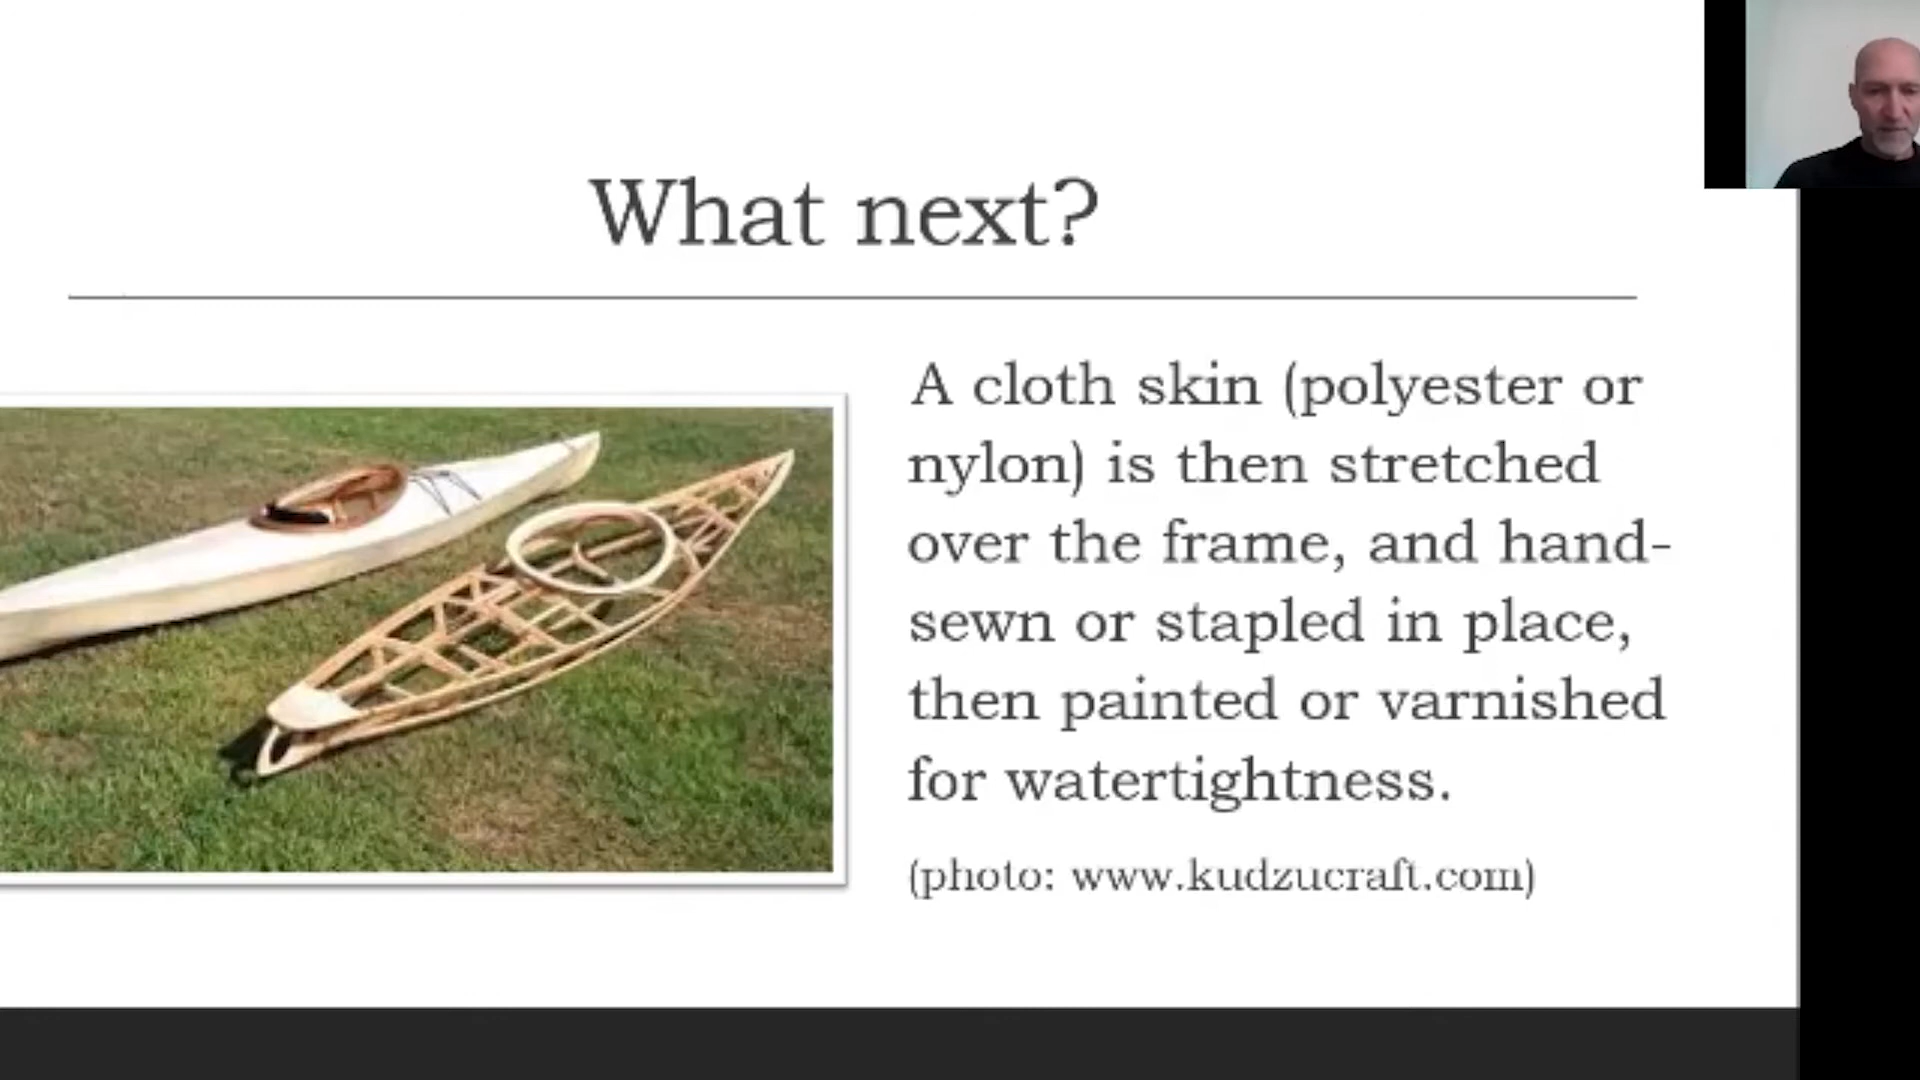 What next?
A cloth skin (polyester or
nylon) is then stretched
over the frame, and hand-
sewn or stapled in place,
then painted or varnished
for watertightness.
(photo: www.kudzucraft.com)